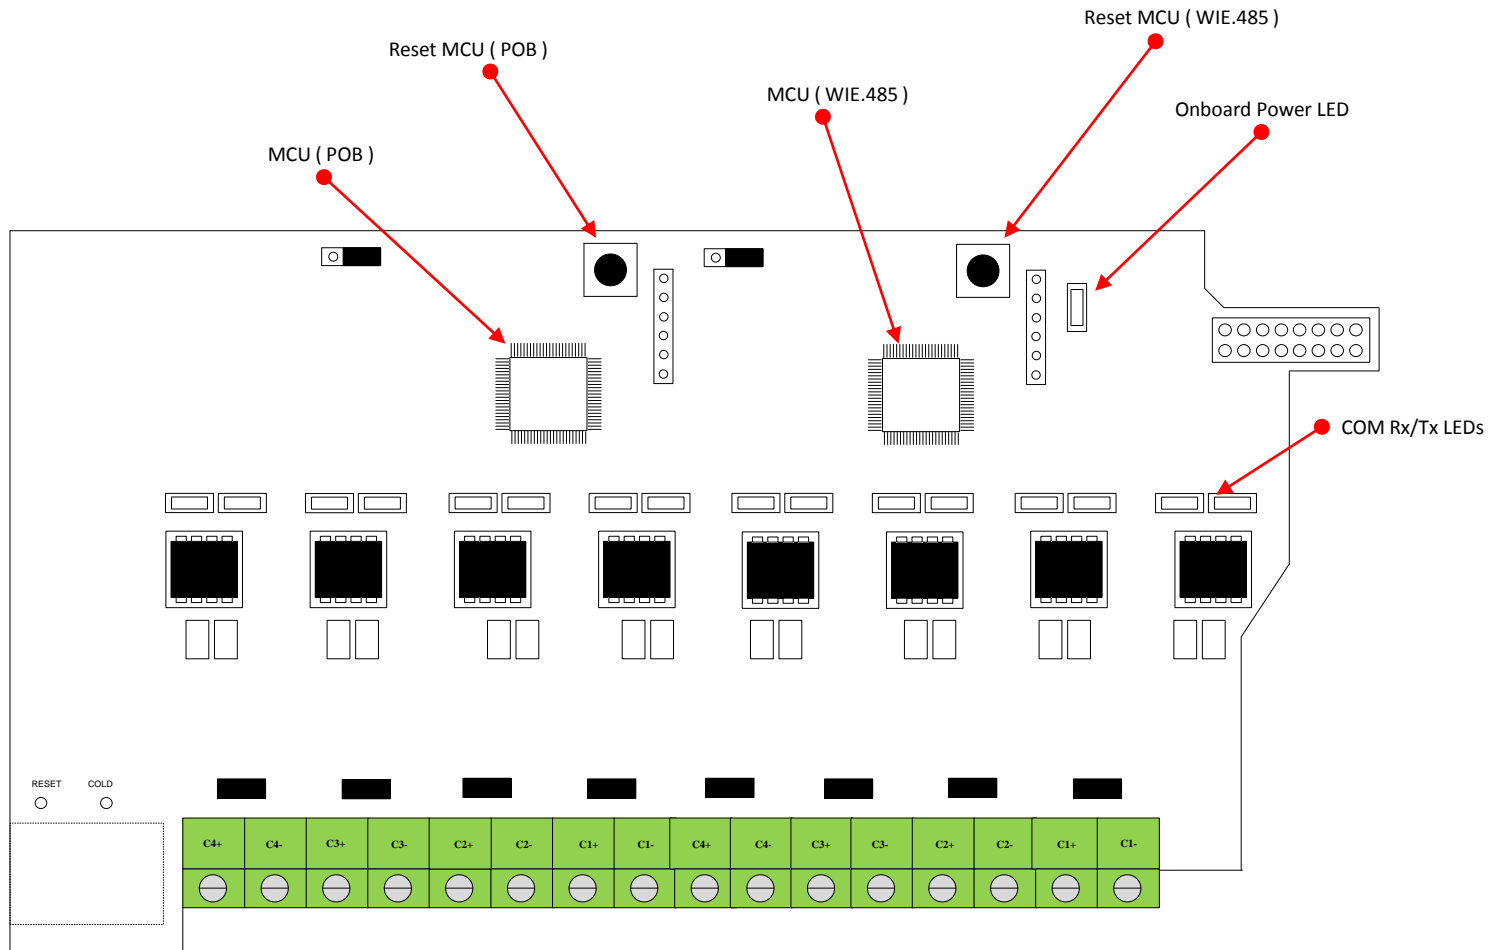 Reset MCU ( WIE.485 )
Reset MCU ( POB )
MCU ( WIE.485 )
Onboard Power LED
MCU ( POB )
COM Rx/Tx LEDs
RESET COLD
C4+ C4- C3+ C3- C2+ C2- C1+ C1- C4+ C4- C3+ C3- C2+ C2- C1+ C1-